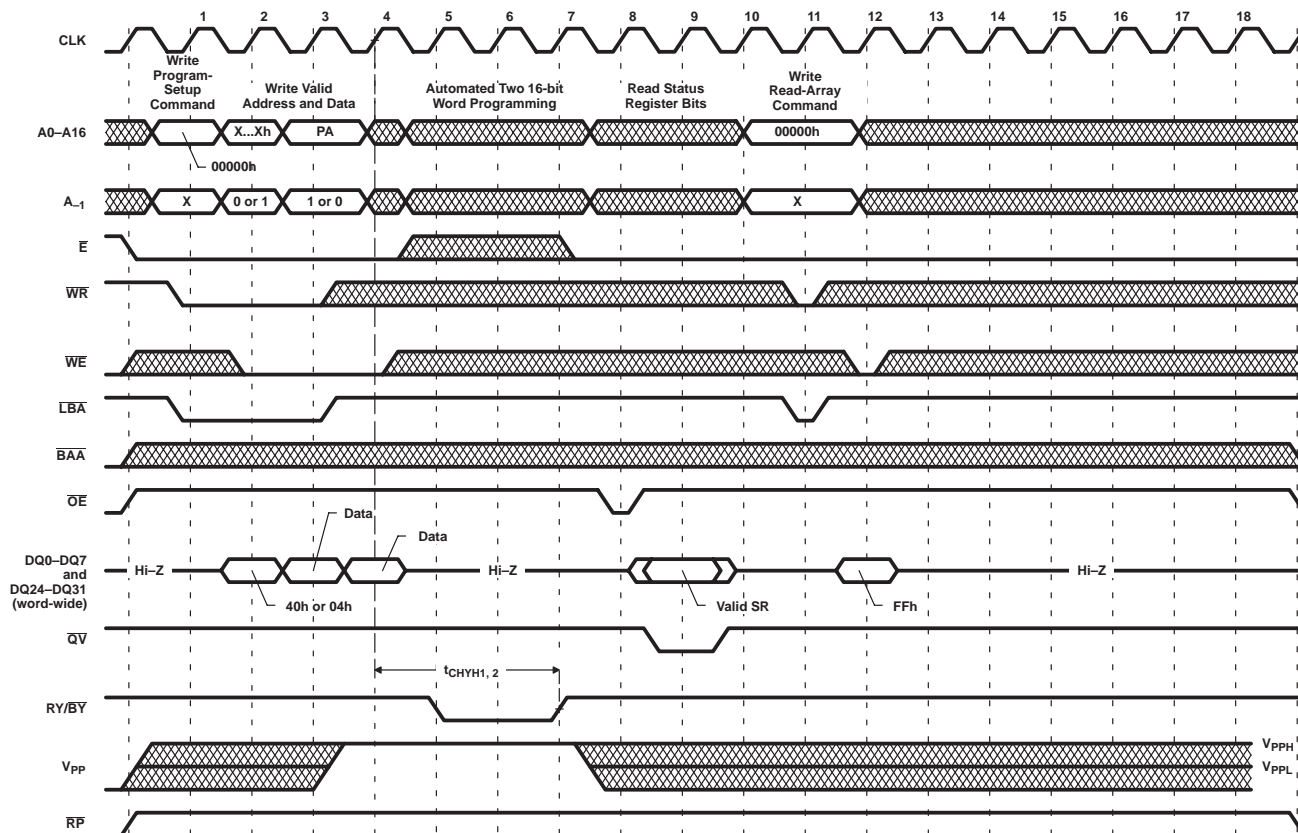 1 2 3 4 5 6 7 8 9 10 11 12 13 14 15 16 17 18
CLK
Write
Program-
Setup
Command
Write Valid
Address and Data
Automated Two 16-bit
Word Programming
Read Status
Register Bits
Write
Read-Array
Command
A0–A16
X...Xh
PA
00000h
00000h
A–1
X
0 or 1
1 or 0
X
E
WR
WE
LBA
BAA
OE
Data
Data
DQ0–DQ7
and
DQ24–DQ31
(word-wide)
Hi–Z
Hi–Z
Hi–Z
40h or 04h
Valid SR
FFh
QV
tCHYH1, 2
RY/BY
VPP
VPPH
VPPL
RP